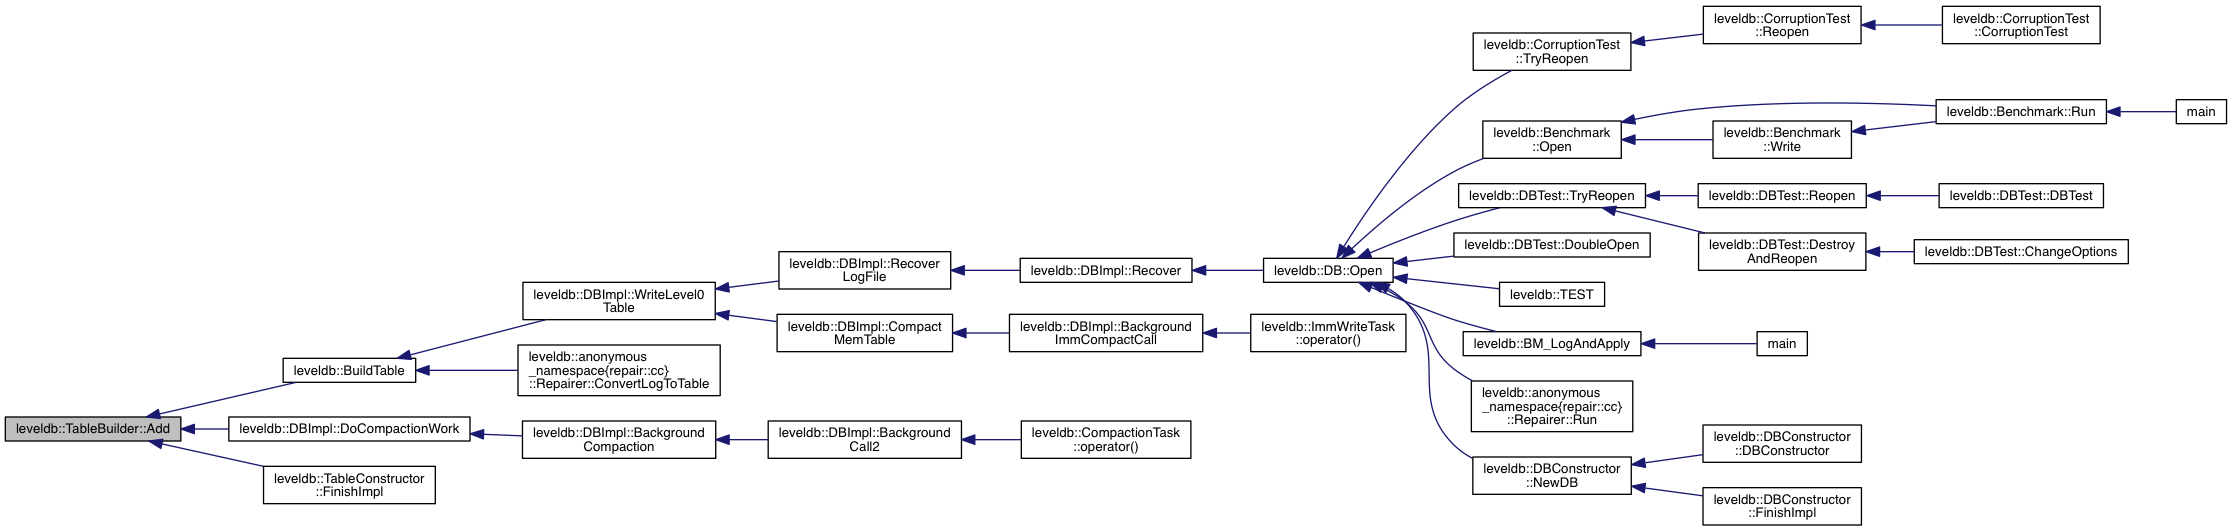 leveldb::TableBuilder::Add
leveldb::BuildTable
leveldb::DBImpl::DoCompactionWork
leveldb::TableConstructor
::FinishImpl
leveldb::DBImpl::WriteLevel0
Table
leveldb::anonymous
_namespace{repair::cc}
::Repairer::ConvertLogToTable
leveldb::DBImpl::Background
Compaction
leveldb::DBImpl::Recover
LogFile
leveldb::DBImpl::Compact
MemTable
leveldb::DBImpl::Background
Call2
leveldb::DBImpl::Recover
leveldb::DBImpl::Background
ImmCompactCall
leveldb::CompactionTask
::operator()
leveldb::DB::Open
leveldb::ImmWriteTask
::operator()
leveldb::CorruptionTest
::TryReopen
leveldb::Benchmark
::Open
leveldb::DBTest::TryReopen
leveldb::DBTest::DoubleOpen
leveldb::TEST
leveldb::BM_LogAndApply
leveldb::anonymous
_namespace{repair::cc}
::Repairer::Run
leveldb::DBConstructor
::NewDB
leveldb::CorruptionTest
::Reopen
leveldb::Benchmark
::Write
leveldb::DBTest::Reopen
leveldb::DBTest::Destroy
AndReopen
main
leveldb::DBConstructor
::DBConstructor
leveldb::DBConstructor
::FinishImpl
leveldb::CorruptionTest
::CorruptionTest
leveldb::Benchmark::Run
leveldb::DBTest::DBTest
leveldb::DBTest::ChangeOptions
main